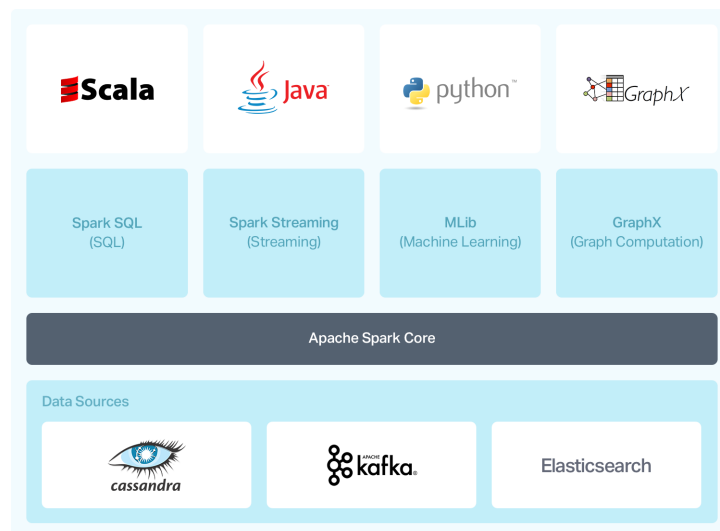 Scala
Java
python™
GraphX
Spark SQL
(SQL)
Spark Streaming
(Streaming)
MLib
(Machine Learning)
GraphX
(Graph Computation)
Apache Spark Core
Data Sources
cassandra
APACHE
kafka®
Elasticsearch